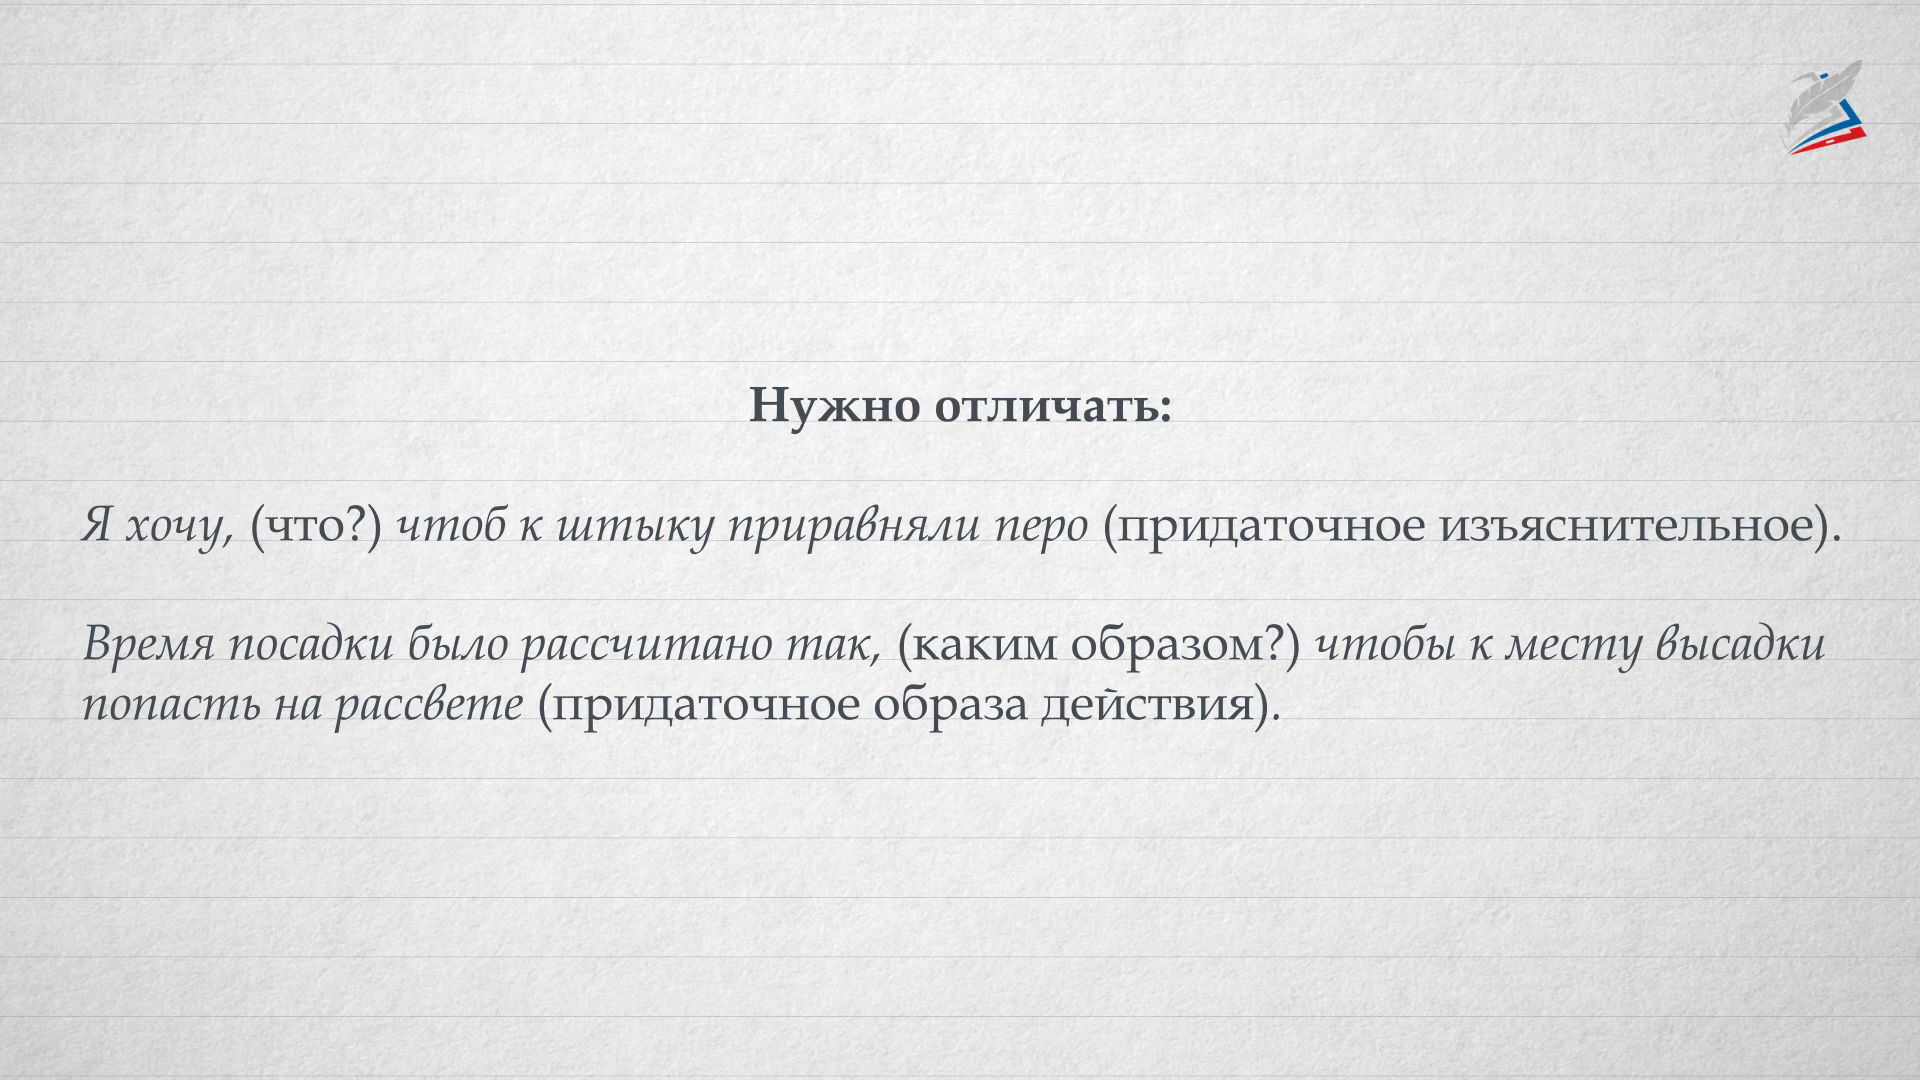 Нужно отличать:
Я хочу, (что?) чтоб к штыку приравняли перо (придаточное изъяснительное).
Время посадки было рассчитано так, (каким образом?) чтобы к месту высадки
попасть на рассвете (придаточное образа действия).